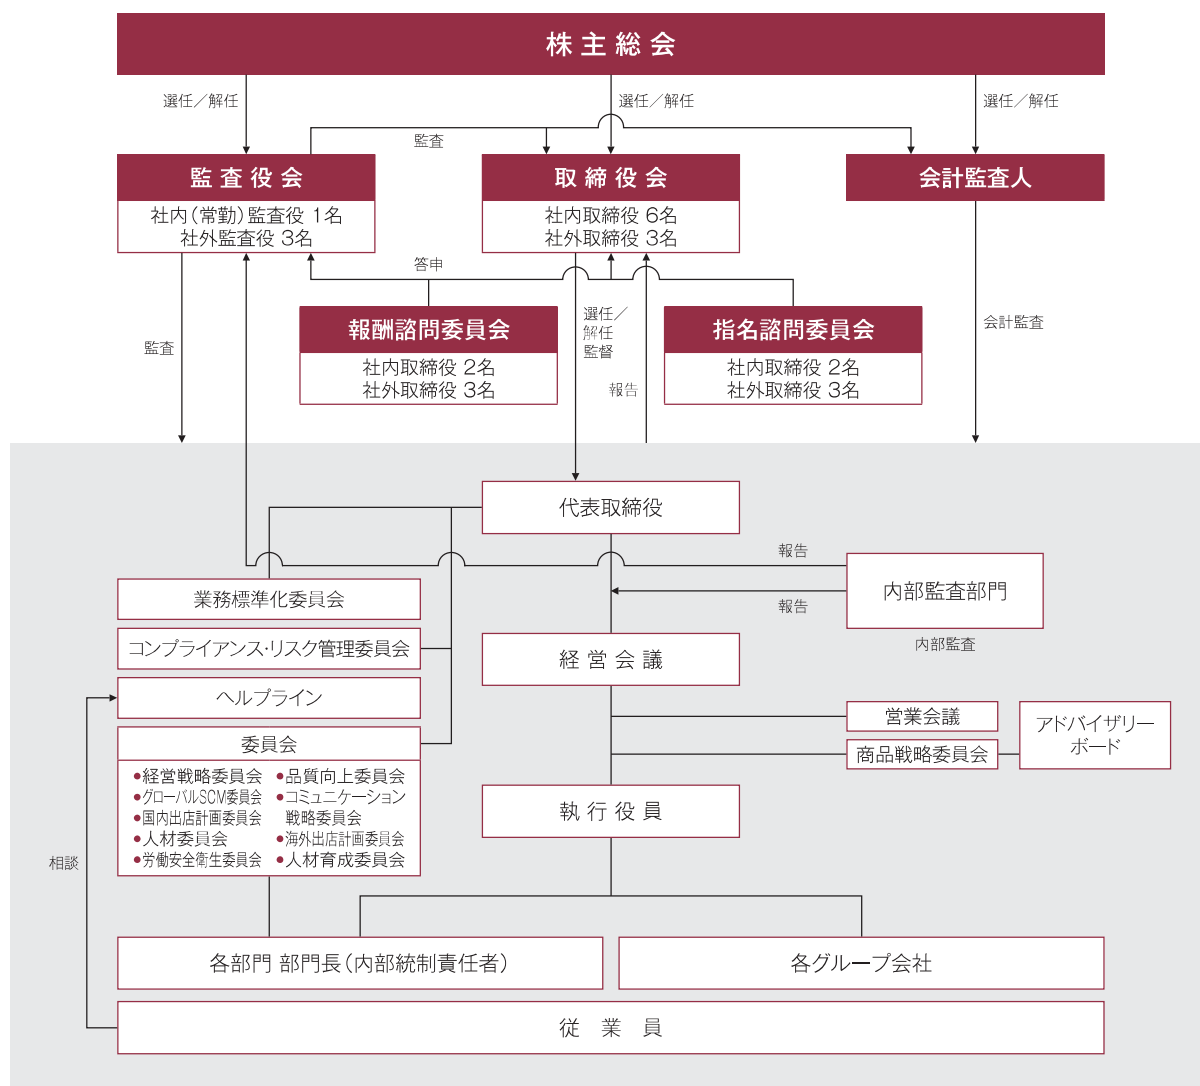 株主総会
選任／解任
選任／解任
選任／解任
監査
監査役会
社内（常勤）監査役 1名
社外監査役 3名
取締役会
社内取締役 6名
社外取締役 3名
会計監査人
答申
報酬諮問委員会
社内取締役 2名
社外取締役 3名
選任／
解任
監督
報告
指名諮問委員会
社内取締役 2名
社外取締役 3名
監査
会計監査
代表取締役
報告
報告
内部監査部門
内部監査
業務標準化委員会
コンプライアンス・リスク管理委員会
ヘルプライン
経営会議
営業会議
商品戦略委員会
アドバイザリー
ボード
委員会
●経営戦略委員会
●グローバルSCM委員会
●国内出店計画委員会
●人材委員会
●労働安全衛生委員会
●品質向上委員会
●コミュニケーション
戦略委員会
●海外出店計画委員会
●人材育成委員会
執行役員
相談
各部門 部門長（内部統制責任者）
各グループ会社
従業員